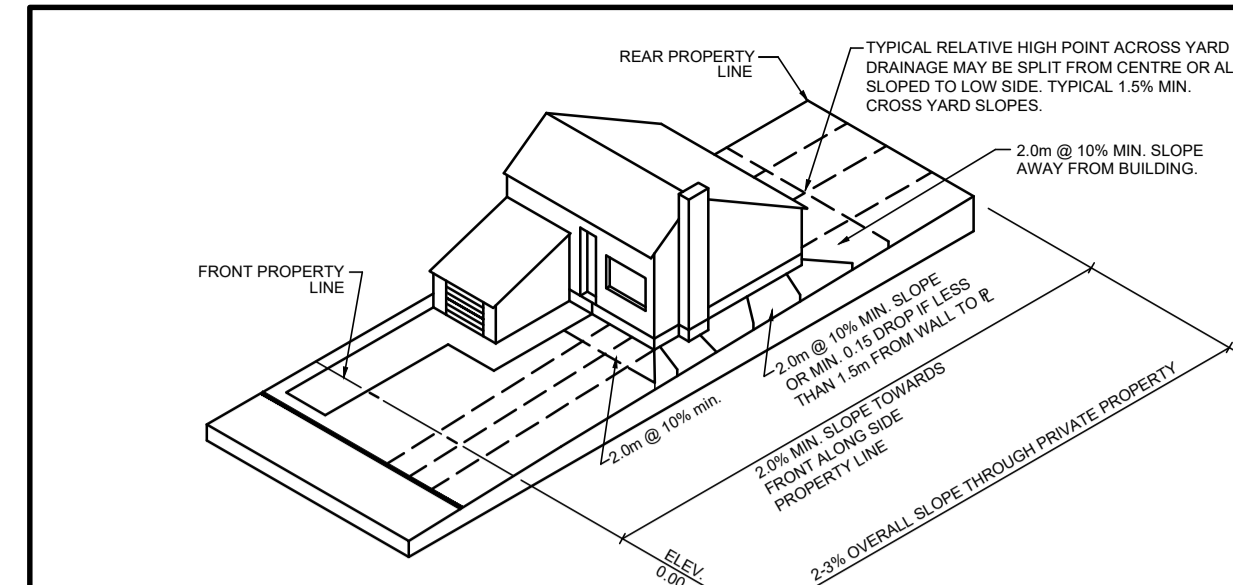 REAR PROPERTY
LINE
TYPICAL RELATIVE HIGH POINT ACROSS YARD
DRAINAGE MAY BE SPLIT FROM CENTRE OR AL
SLOPED TO LOW SIDE. TYPICAL 1.5% MIN.
CROSS YARD SLOPES.
2.0m @ 10% MIN. SLOPE
AWAY FROM BUILDING.
FRONT PROPERTY
LINE
2.0m @ 10% MIN. SLOPE
OR MIN. 0.15 DROP IF LESS
THAN 1.5m FROM WALL TO ℄
2.0m @ 10% min.
2.0% MIN. SLOPE TOWARDS
FRONT ALONG SIDE
PROPERTY LINE
2-3% OVERALL SLOPE THROUGH PRIVATE PROPERTY
ELEV.
0.00